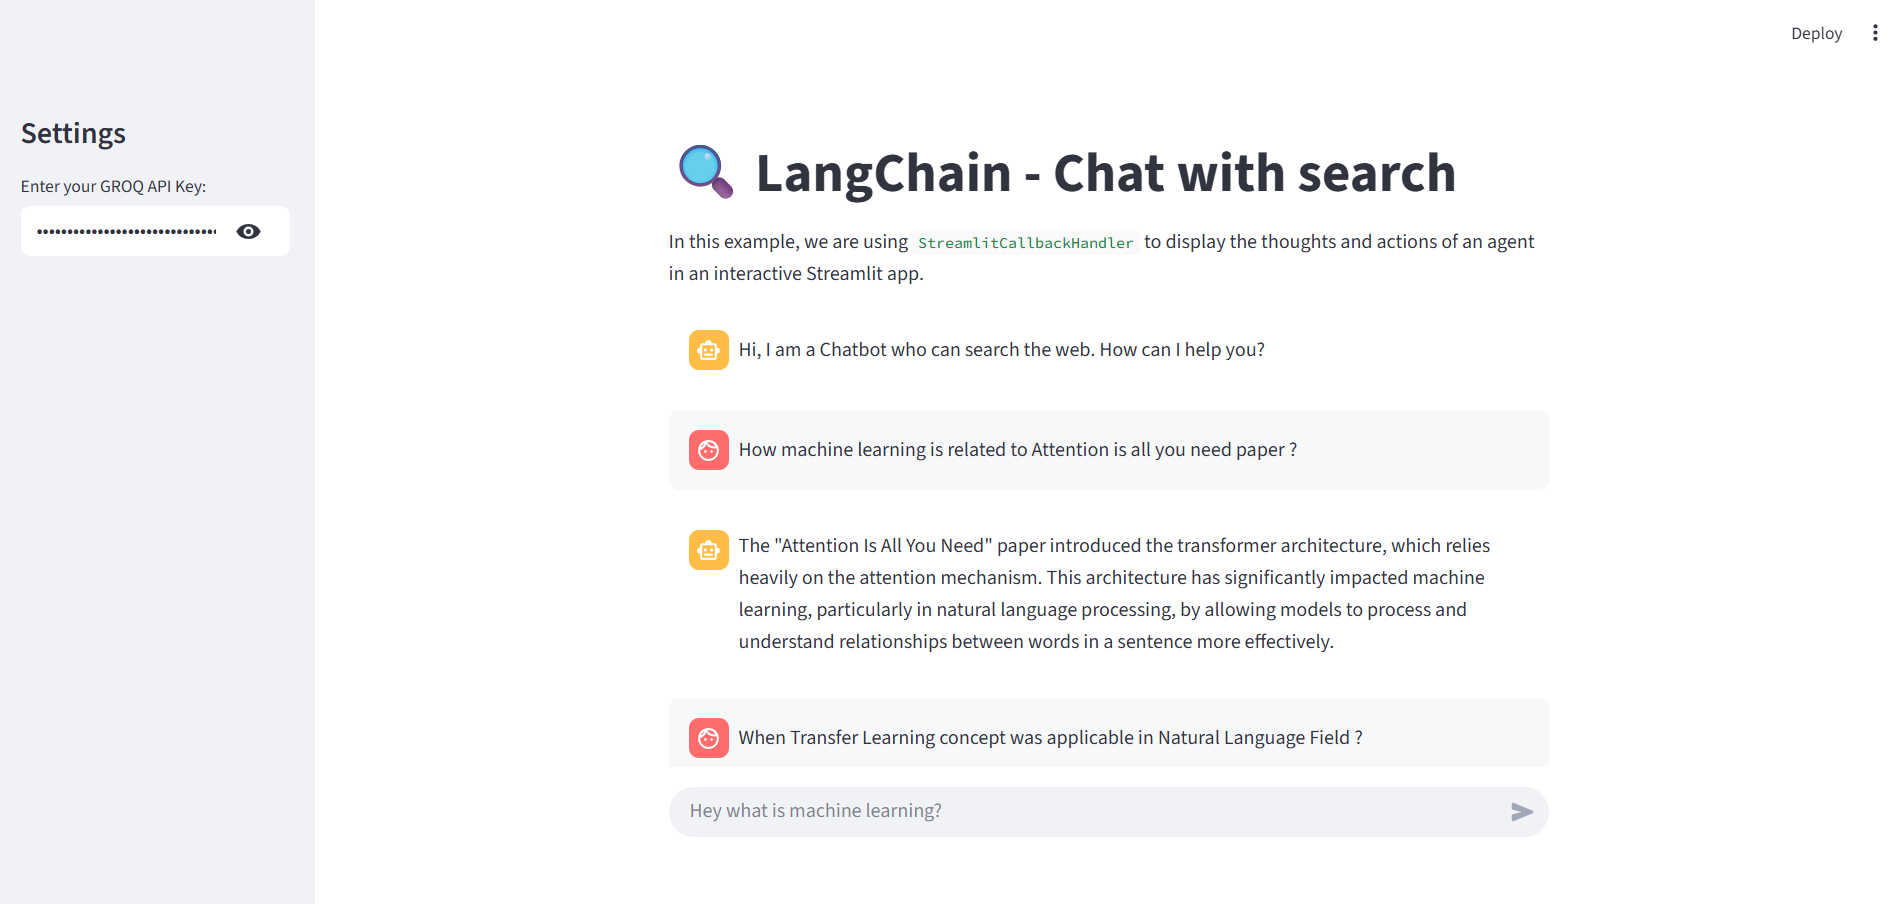 Deploy
Settings
Enter your GROQ API Key:
••••••••••••••••••••••••••••••
LangChain - Chat with search
In this example, we are using StreamlitCallbackHandler to display the thoughts and actions of an agent
in an interactive Streamlit app.
Hi, I am a Chatbot who can search the web. How can I help you?
How machine learning is related to Attention is all you need paper ?
The "Attention Is All You Need" paper introduced the transformer architecture, which relies
heavily on the attention mechanism. This architecture has significantly impacted machine
learning, particularly in natural language processing, by allowing models to process and
understand relationships between words in a sentence more effectively.
When Transfer Learning concept was applicable in Natural Language Field ?
Hey what is machine learning?